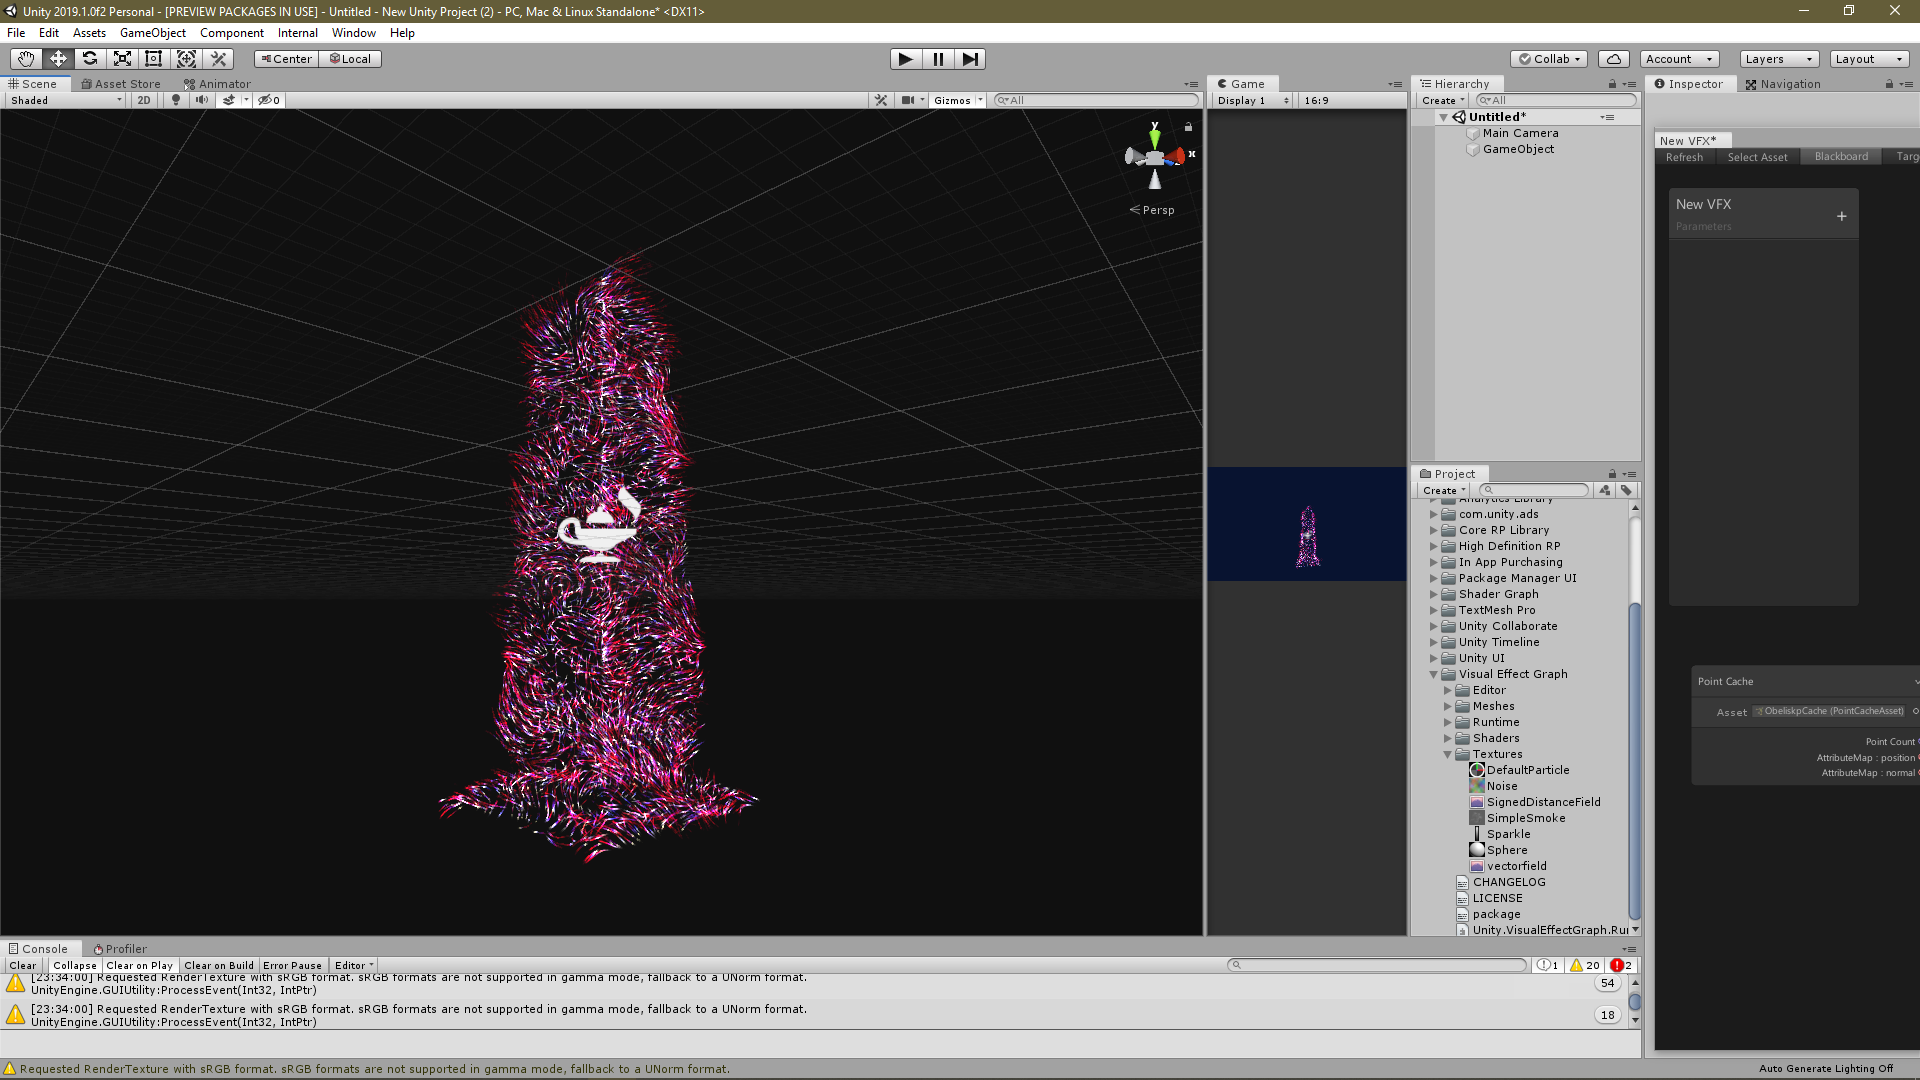 Unity 2019.1.0f2 Personal - [PREVIEW PACKAGES IN USE] - Untitled - New Unity Project (2) - PC, Mac & Linux Standalone* <DX11>
File Edit Assets GameObject Component Internal Window Help
Center Local
Collab Account Layers Layout
Scene Asset Store Animator
Shaded 2D 0 Gizmos All
y
x
Persp
Game
Display 1 16:9
Hierarchy
Create All
Untitled*
Main Camera
GameObject
Project
Create
Analytics Library
com.unity.ads
Core RP Library
High Definition RP
In App Purchasing
Package Manager UI
Shader Graph
TextMesh Pro
Unity Collaborate
Unity Timeline
Unity UI
Visual Effect Graph
Editor
Meshes
Runtime
Shaders
Textures
DefaultParticle
Noise
SignedDistanceField
SimpleSmoke
Sparkle
Sphere
vectorfield
CHANGELOG
LICENSE
package
Unity.VisualEffectGraph.Rur
Inspector Navigation
New VFX*
Refresh Select Asset Blackboard Targ
New VFX
Parameters
Point Cache
Asset ObeliskpCache (PointCacheAsset)
Point Count
AttributeMap : position
AttributeMap : normal
Console Profiler
Clear Collapse Clear on Play Clear on Build Error Pause Editor 1 20 2
[23:34:00] Requested RenderTexture with sRGB format. sRGB formats are not supported in gamma mode, fallback to a UNorm format.
UnityEngine.GUIUtility:ProcessEvent(Int32, IntPtr) 54
[23:34:00] Requested RenderTexture with sRGB format. sRGB formats are not supported in gamma mode, fallback to a UNorm format.
UnityEngine.GUIUtility:ProcessEvent(Int32, IntPtr) 18
Requested RenderTexture with sRGB format. sRGB formats are not supported in gamma mode, fallback to a UNorm format.
Auto Generate Lighting Off